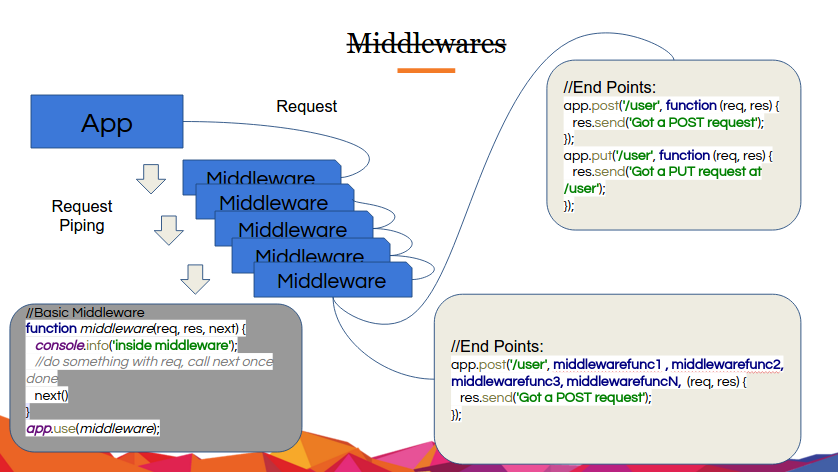 Middlewares
App
Request
Middleware
Middleware
Middleware
Middleware
Middleware
Request
Piping
//Basic Middleware
function middleware(req, res, next) {
console.info('inside middleware');
//do something with req, call next once
done
next()
}
app.use(middleware);
//End Points:
app.post('/user', function (req, res) {
res.send('Got a POST request');
});
app.put('/user', function (req, res) {
res.send('Got a PUT request at
/user');
});
//End Points:
app.post('/user', middlewarefunc1 , middlewarefunc2,
middlewarefunc3, middlewarefuncN, (req, res) {
res.send('Got a POST request');
});